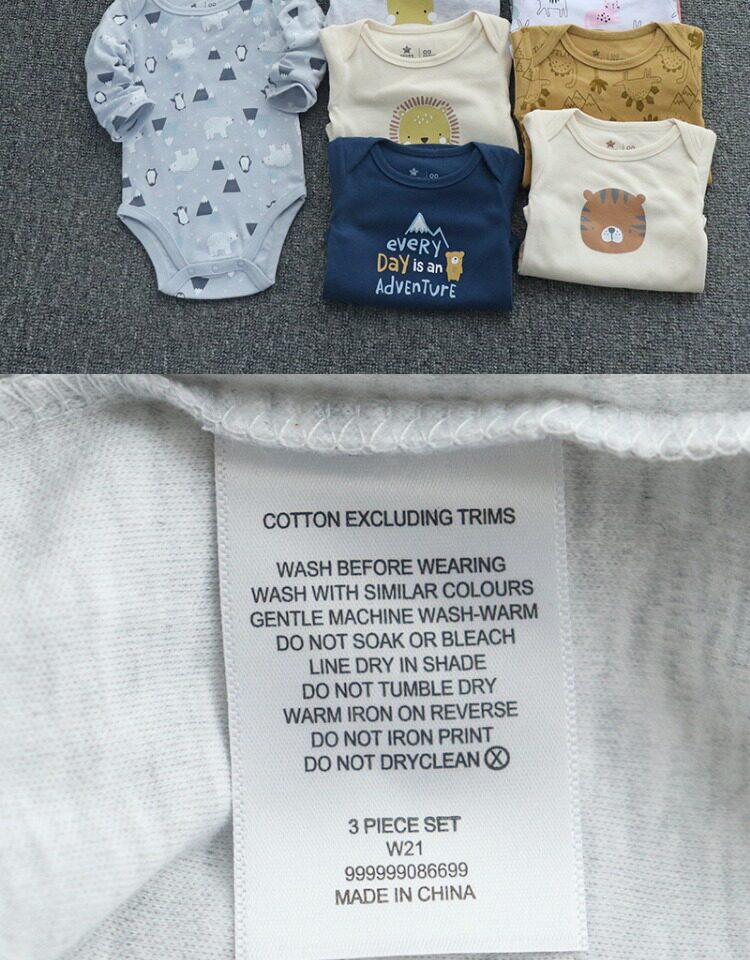 every
Day is an
Adventure
COTTON EXCLUDING TRIMS
WASH BEFORE WEARING
WASH WITH SIMILAR COLOURS
GENTLE MACHINE WASH-WARM
DO NOT SOAK OR BLEACH
LINE DRY IN SHADE
DO NOT TUMBLE DRY
WARM IRON ON REVERSE
DO NOT IRON PRINT
DO NOT DRYCLEAN Ⓧ
3 PIECE SET
W21
999999086699
MADE IN CHINA